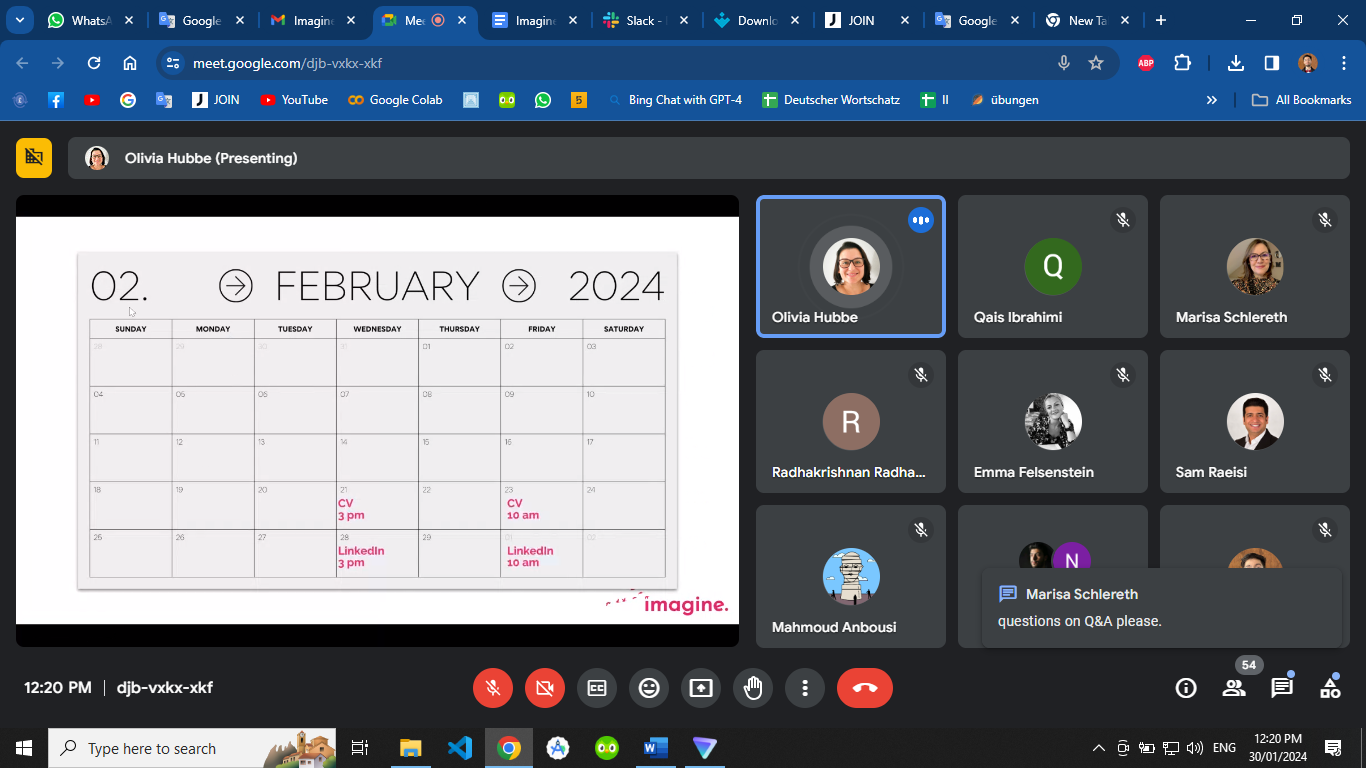 WhatsA
Google
Imagine
Mee
Imagine
Slack -
Downlo
JOIN
Google
New Ta
meet.google.com/djb-vxkx-xkf
ABP
JOIN
YouTube
Google Colab
5
Bing Chat with GPT-4
Deutscher Wortschatz
II
übungen
All Bookmarks
Olivia Hubbe (Presenting)
02. FEBRUARY 2024
SUNDAY MONDAY TUESDAY WEDNESDAY THURSDAY FRIDAY SATURDAY
28 29 30 31 01 02 03
04 05 06 07 08 09 10
11 12 13 14 15 16 17
18 19 20 21 22 23 24
CV CV
3 pm 10 am
25 26 27 28 29 01 02
LinkedIn LinkedIn
3 pm 10 am
imagine.
Olivia Hubbe
Q
Qais Ibrahimi
Marisa Schlereth
R
Radhakrishnan Radha...
Emma Felsenstein
Sam Raeisi
Mahmoud Anbousi
N
Marisa Schlereth
questions on Q&A please.
12:20 PM | djb-vxkx-xkf
54
Type here to search
ENG
12:20 PM
30/01/2024